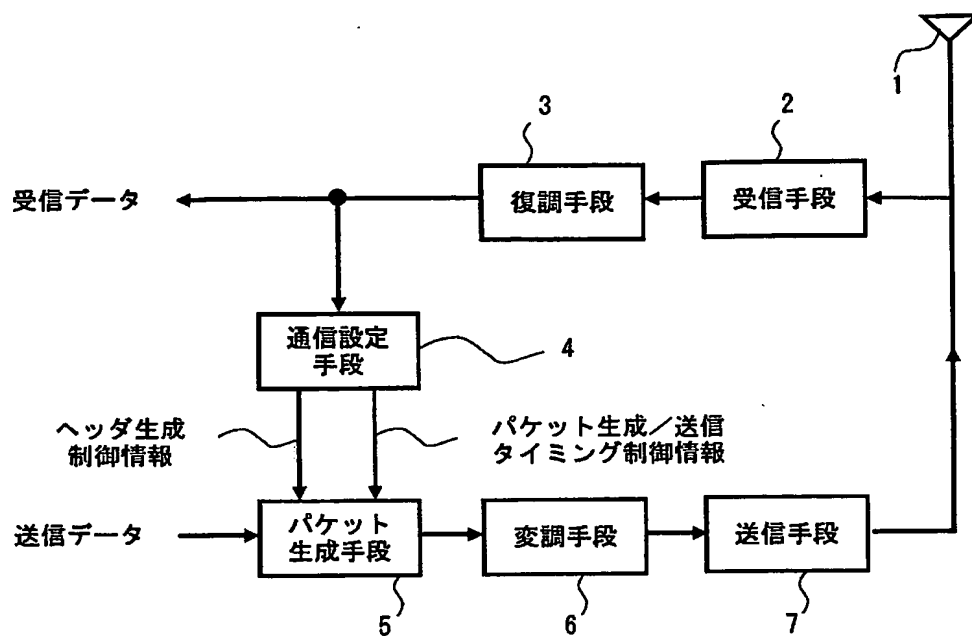 1
3
2
受信データ
復調手段
受信手段
通信設定
手段
4
ヘッダ生成
制御情報
パケット生成／送信
タイミング制御情報
送信データ
パケット
生成手段
変調手段
送信手段
5
6
7